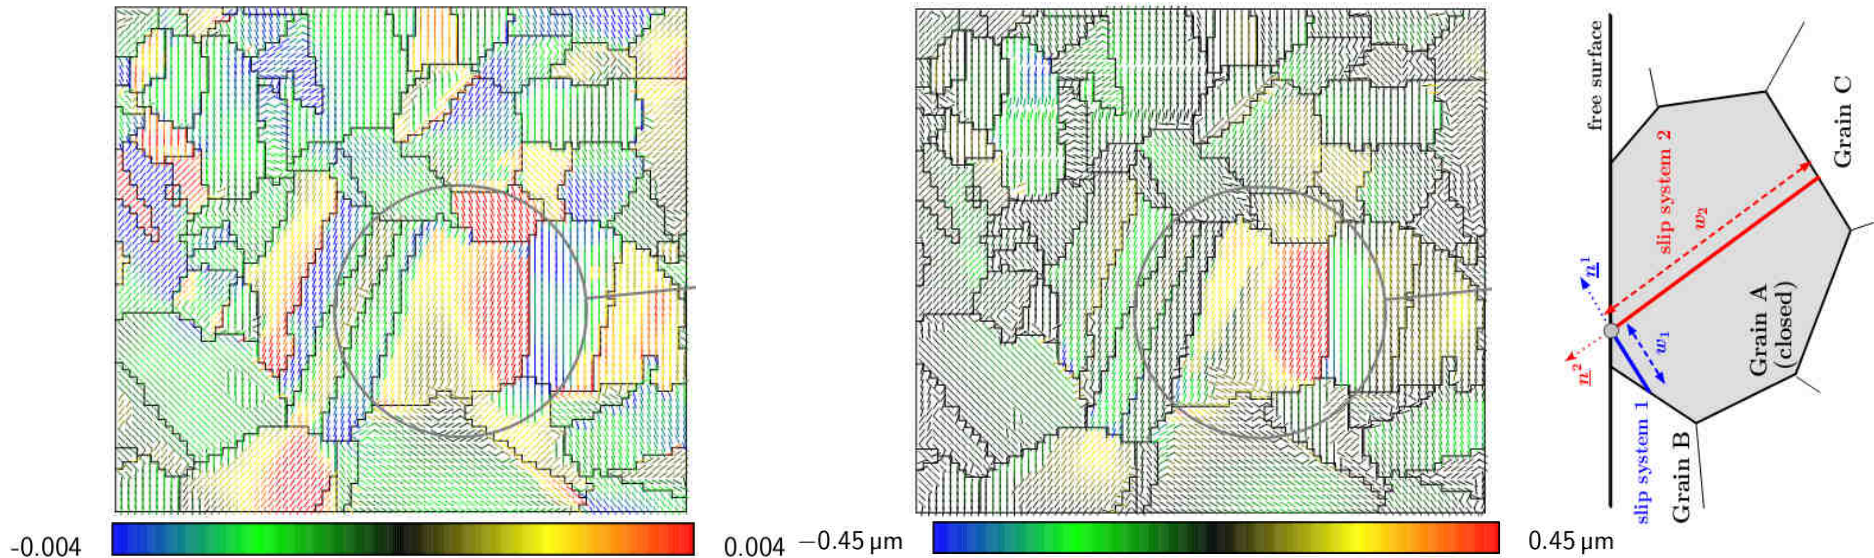 -0.004
0.004
−0.45 µm
0.45 µm
free surface
slip system 2
w₂
Grain C
n¹
n²
w₁
Grain A
(closed)
slip system 1
Grain B